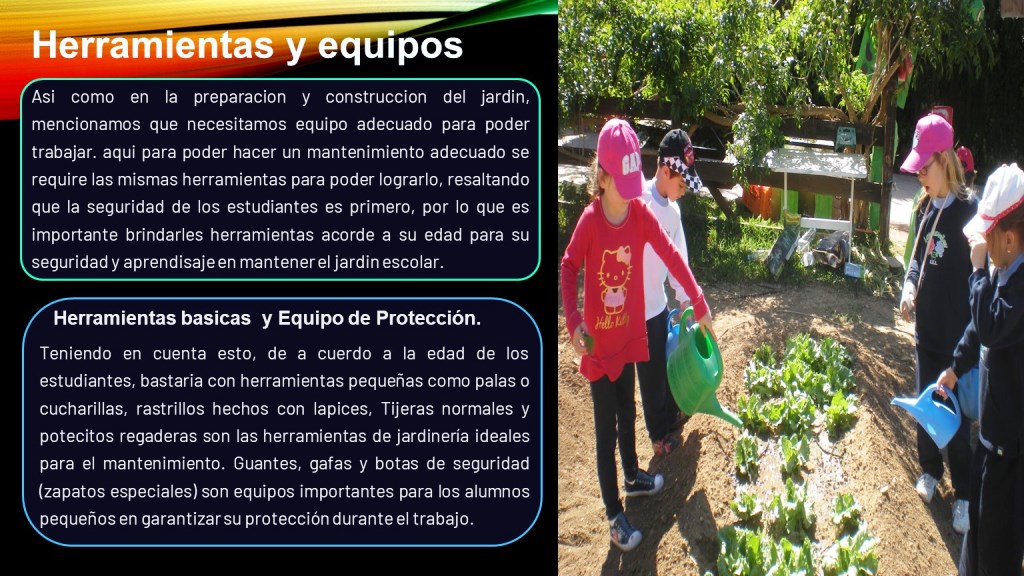 Herramientas y equipos
Asi como en la preparacion y construccion del jardin,
mencionamos que necesitamos equipo adecuado para poder
trabajar. aqui para poder hacer un mantenimiento adecuado se
require las mismas herramientas para poder lograrlo, resaltando
que la seguridad de los estudiantes es primero, por lo que es
importante brindarles herramientas acorde a su edad para su
seguridad y aprendisaje en mantener el jardin escolar.
Herramientas basicas y Equipo de Protección.
Teniendo en cuenta esto, de a cuerdo a la edad de los
estudiantes, bastaria con herramientas pequeñas como palas o
cucharillas, rastrillos hechos con lapices, Tijeras normales y
potecitos regaderas son las herramientas de jardinería ideales
para el mantenimiento. Guantes, gafas y botas de seguridad
(zapatos especiales) son equipos importantes para los alumnos
pequeños en garantizar su protección durante el trabajo.
Hello Kitty